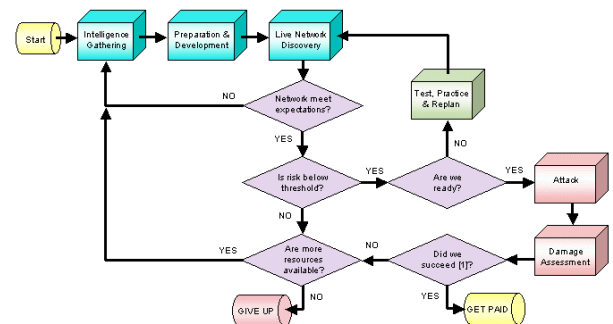 Start
Intelligence
Gathering
Preparation &
Development
Live Network
Discovery
Network meet
expectations?
NO
YES
Test, Practice
& Replan
NO
Is risk below
threshold?
YES
Are we
ready?
YES
Attack
NO
Are more
resources
available?
YES
NO
Did we
succeed [1]'?
Damage
Assessment
NO
YES
GIVE UP
GET PAID